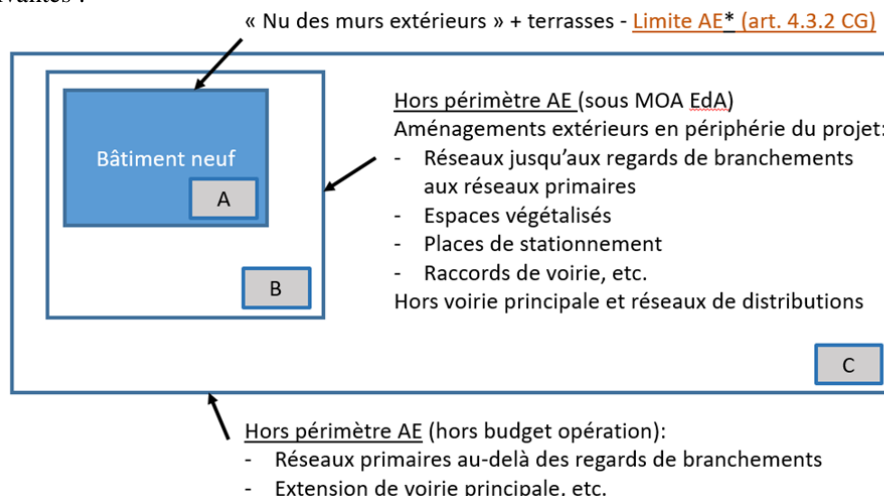 « Nu des murs extérieurs » + terrasses - Limite AE* (art. 4.3.2 CG)
Hors périmètre AE (sous MOA EdA)
Aménagements extérieurs en périphérie du projet:
- Réseaux jusqu'aux regards de branchements
aux réseaux primaires
- Espaces végétalisés
- Places de stationnement
- Raccords de voirie, etc.
Hors voirie principale et réseaux de distributions
Bâtiment neuf
A
B
C
Hors périmètre AE (hors budget opération):
- Réseaux primaires au-delà des regards de branchements
- Extension de voirie principale, etc.